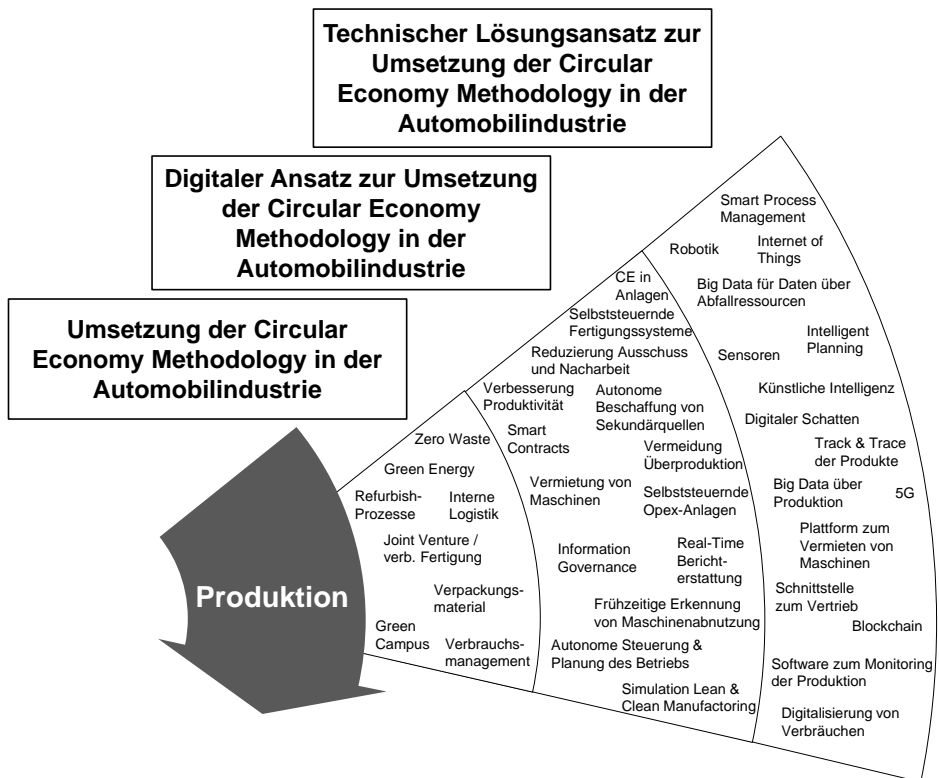 Technischer Lösungsansatz zur
Umsetzung der Circular
Economy Methodology in der
Automobilindustrie
Digitaler Ansatz zur Umsetzung
der Circular Economy
Methodology in der
Automobilindustrie
Umsetzung der Circular
Economy Methodology in der
Automobilindustrie
Produktion
Zero Waste
Green Energy
Refurbish-
Prozesse
Interne
Logistik
Joint Venture /
verb. Fertigung
Verpackungs-
material
Green
Campus
Verbrauchs-
management
CE in
Anlagen
Selbststeuernde
Fertigungssysteme
Reduzierung Ausschuss
und Nacharbeit
Verbesserung
Produktivität
Autonome
Beschaffung von
Sekundärquellen
Smart
Contracts
Vermeidung
Überproduktion
Vermietung von
Maschinen
Selbststeuernde
Opex-Anlagen
Information
Governance
Real-Time
Bericht-
erstattung
Frühzeitige Erkennung
von Maschinenabnutzung
Autonome Steuerung &
Planung des Betriebs
Simulation Lean &
Clean Manufactoring
Smart Process
Management
Robotik
Internet of
Things
Big Data für Daten über
Abfallressourcen
Intelligent
Planning
Sensoren
Künstliche Intelligenz
Digitaler Schatten
Track & Trace
der Produkte
Big Data über
Produktion
5G
Plattform zum
Vermieten von
Maschinen
Schnittstelle
zum Vertrieb
Blockchain
Software zum Monitoring
der Produktion
Digitalisierung von
Verbräuchen